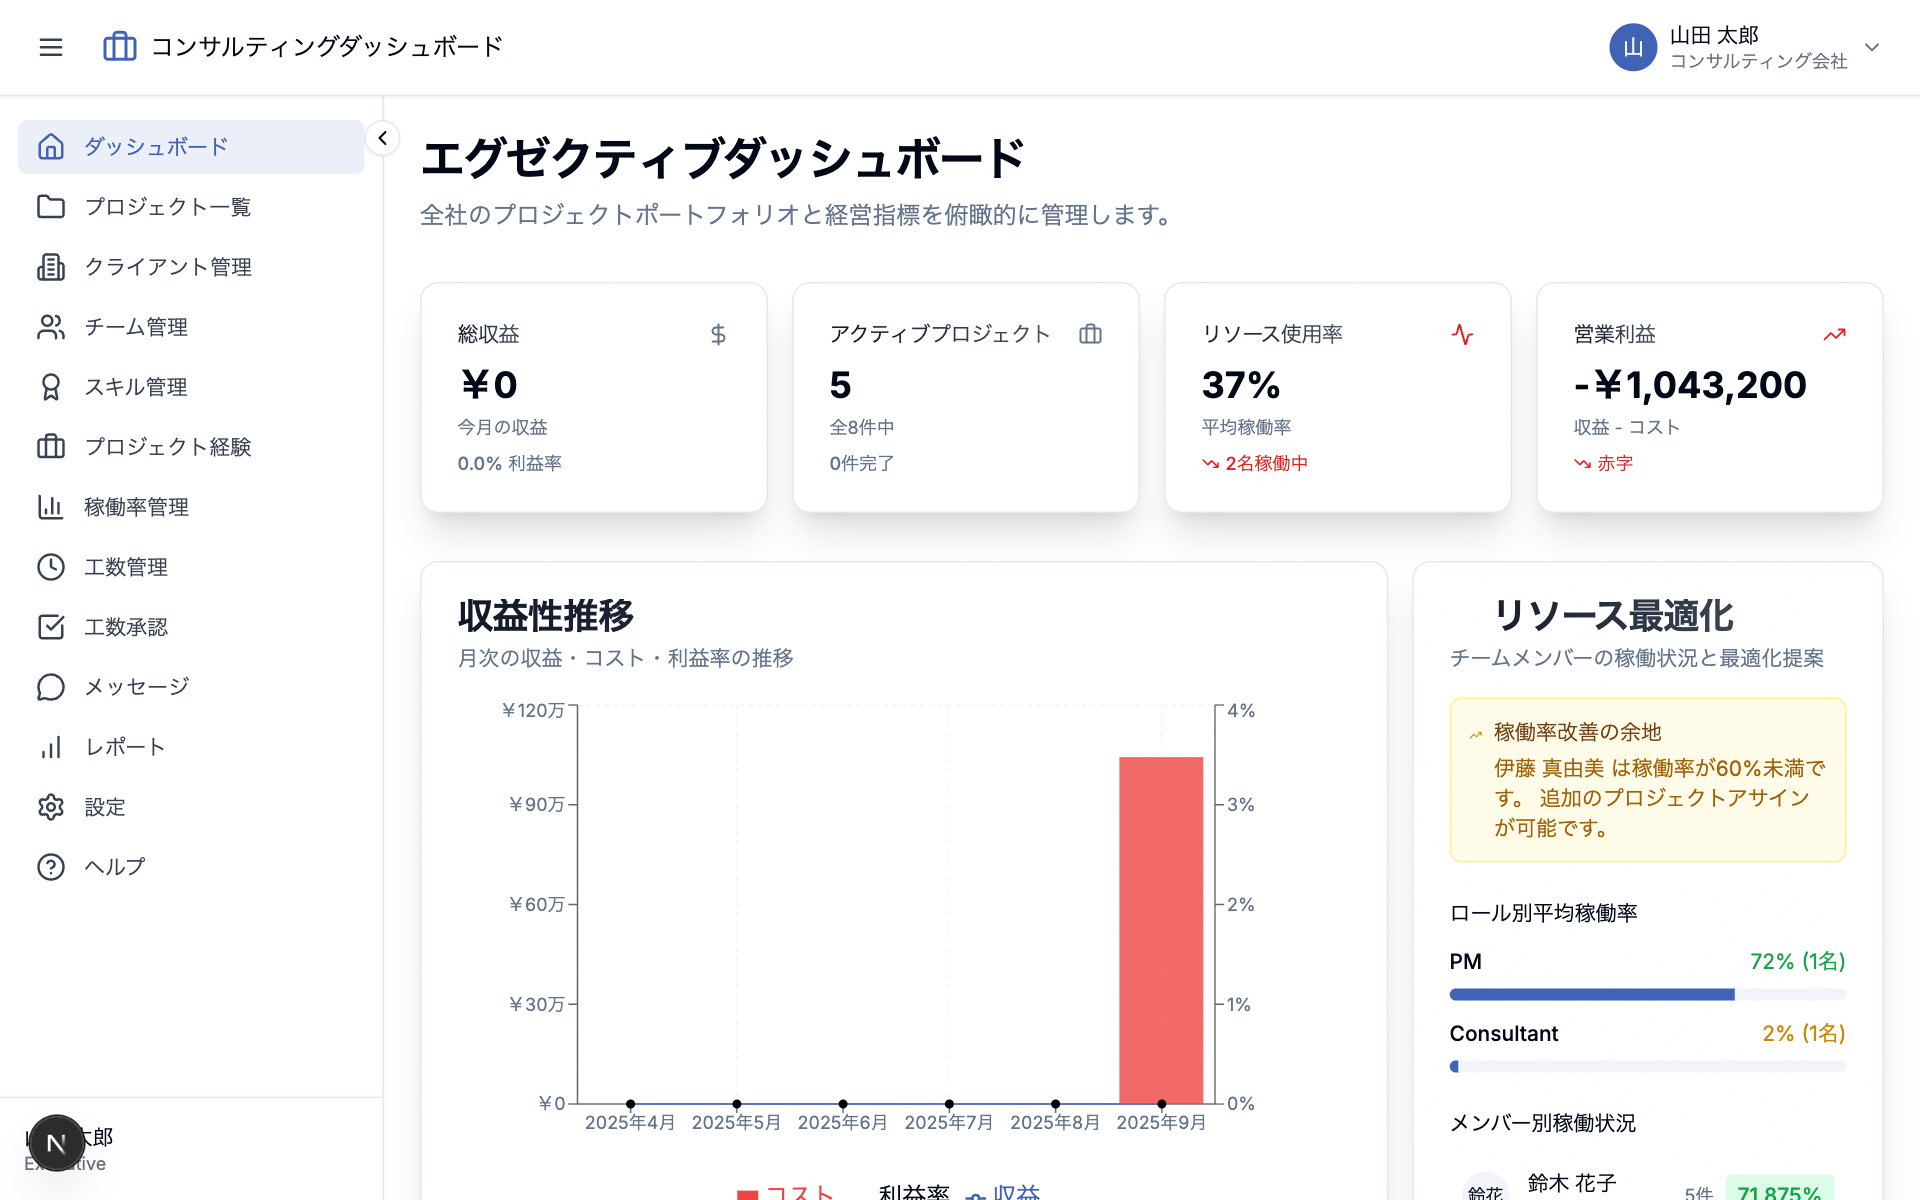 コンサルティングダッシュボード
山
山田 太郎
コンサルティング会社
ダッシュボード
プロジェクト一覧
クライアント管理
チーム管理
スキル管理
プロジェクト経験
稼働率管理
工数管理
工数承認
メッセージ
レポート
設定
ヘルプ
太郎
N
エグゼクティブダッシュボード
全社のプロジェクトポートフォリオと経営指標を俯瞰的に管理します。
総収益
¥0
今月の収益
0.0% 利益率
アクティブプロジェクト
5
全8件中
0件完了
リソース使用率
37%
平均稼働率
2名稼働中
営業利益
-¥1,043,200
収益 - コスト
赤字
収益性推移
月次の収益・コスト・利益率の推移
¥120万
¥90万
¥60万
¥30万
¥0
4%
3%
2%
1%
0%
2025年4月
2025年5月
2025年6月
2025年7月
2025年8月
2025年9月
コスト
利益率
収益
リソース最適化
チームメンバーの稼働状況と最適化提案
稼働率改善の余地
伊藤 真由美 は稼働率が60%未満で
す。 追加のプロジェクトアサイン
が可能です。
ロール別平均稼働率
PM
72% (1名)
Consultant
2% (1名)
メンバー別稼働状況
鈴花
鈴木 花子
5件
71.875%